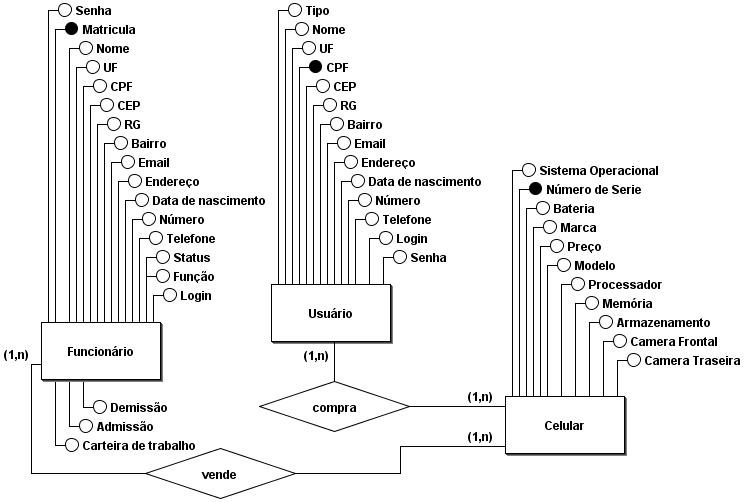 Senha
Matricula
Nome
UF
CPF
CEP
RG
Bairro
Email
Endereço
Data de nascimento
Número
Telefone
Status
Função
Login
Funcionário
(1,n)
Demissão
Admissão
Carteira de trabalho
Tipo
Nome
UF
CPF
CEP
RG
Bairro
Email
Endereço
Data de nascimento
Número
Telefone
Login
Senha
Usuário
(1,n)
compra
(1,n)
Sistema Operacional
Número de Serie
Bateria
Marca
Preço
Modelo
Processador
Memória
Armazenamento
Camera Frontal
Camera Traseira
Celular
(1,n)
vende